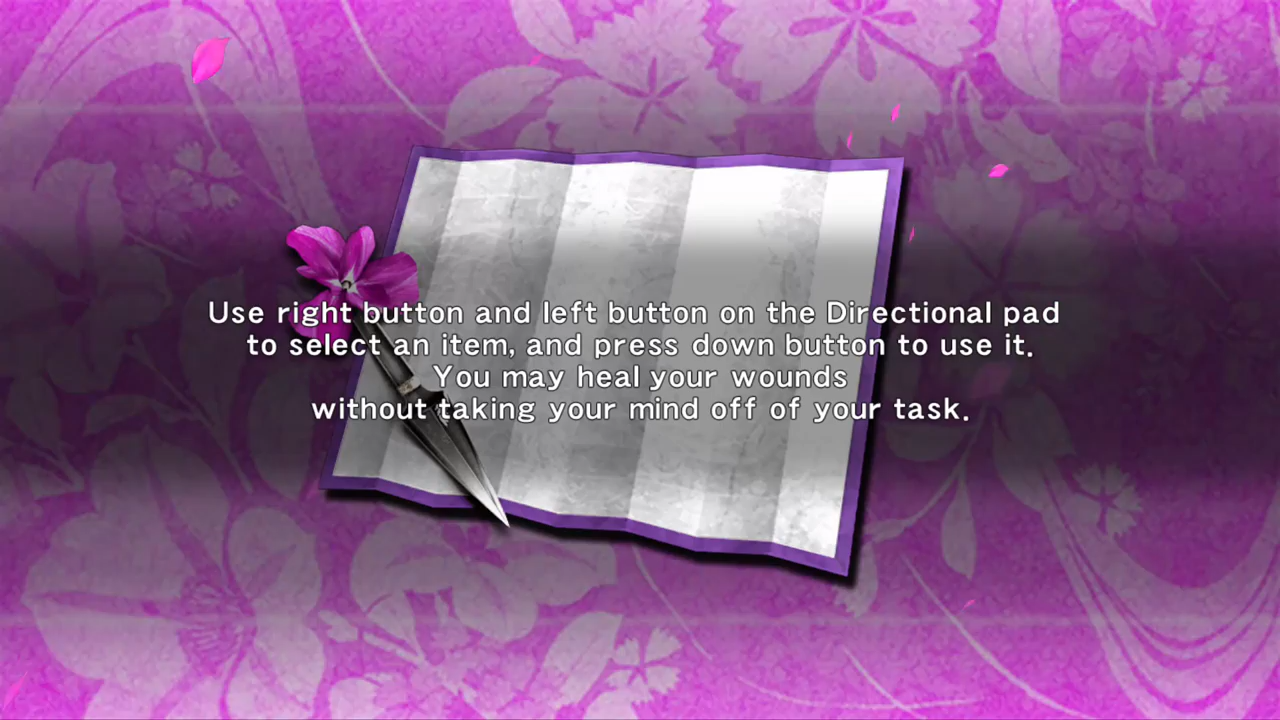 Use right button and left button on the Directional pad
to select an item, and press down button to use it.
You may heal your wounds
without taking your mind off of your task.